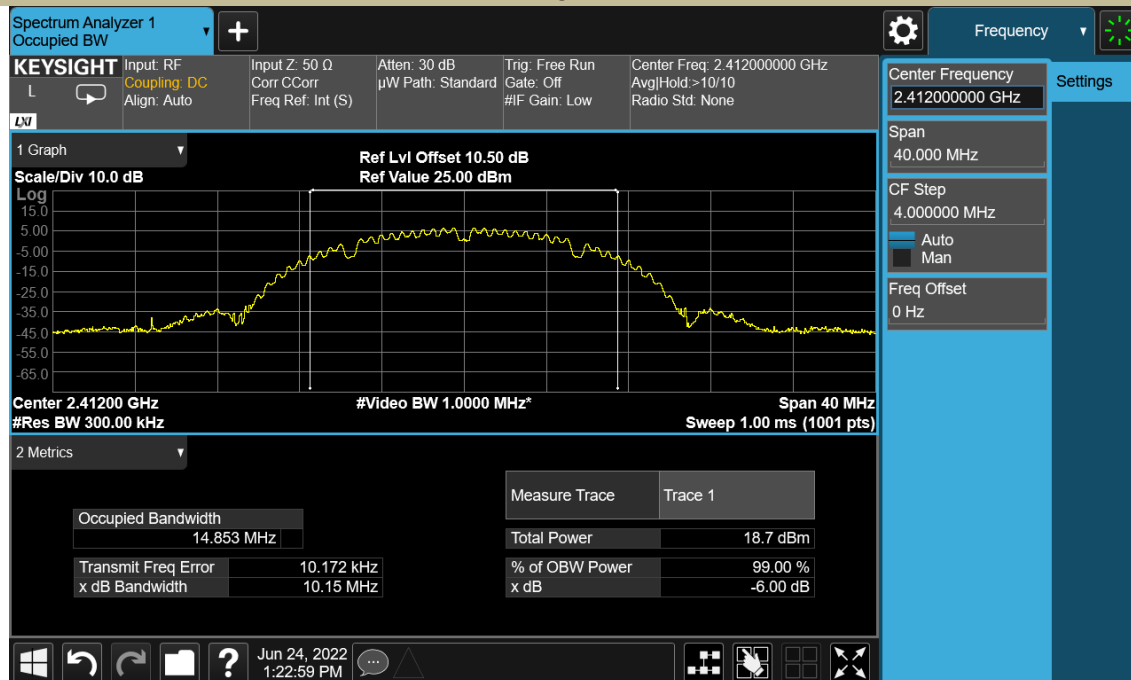 Spectrum Analyzer 1
Occupied BW
+
Frequency
KEYSIGHT
L
LXI
Input: RF
Coupling: DC
Align: Auto
Input Z: 50 Ω
Corr CCorr
Freq Ref: Int (S)
Atten: 30 dB
µW Path: Standard
Trig: Free Run
Gate: Off
#IF Gain: Low
Center Freq: 2.412000000 GHz
Avg|Hold:>10/10
Radio Std: None
Center Frequency
2.412000000 GHz
Settings
Span
40.000 MHz
CF Step
4.000000 MHz
Auto
Man
Freq Offset
0 Hz
1 Graph
Scale/Div 10.0 dB
Ref Lvl Offset 10.50 dB
Ref Value 25.00 dBm
Log
15.0
5.00
-5.00
-15.0
-25.0
-35.0
-45.0
-55.0
-65.0
Center 2.41200 GHz
#Video BW 1.0000 MHz*
Span 40 MHz
#Res BW 300.00 kHz
Sweep 1.00 ms (1001 pts)
2 Metrics
Measure Trace Trace 1
Occupied Bandwidth
14.853 MHz
Total Power 18.7 dBm
Transmit Freq Error 10.172 kHz
% of OBW Power 99.00 %
x dB Bandwidth 10.15 MHz
x dB -6.00 dB
?
Jun 24, 2022
1:22:59 PM